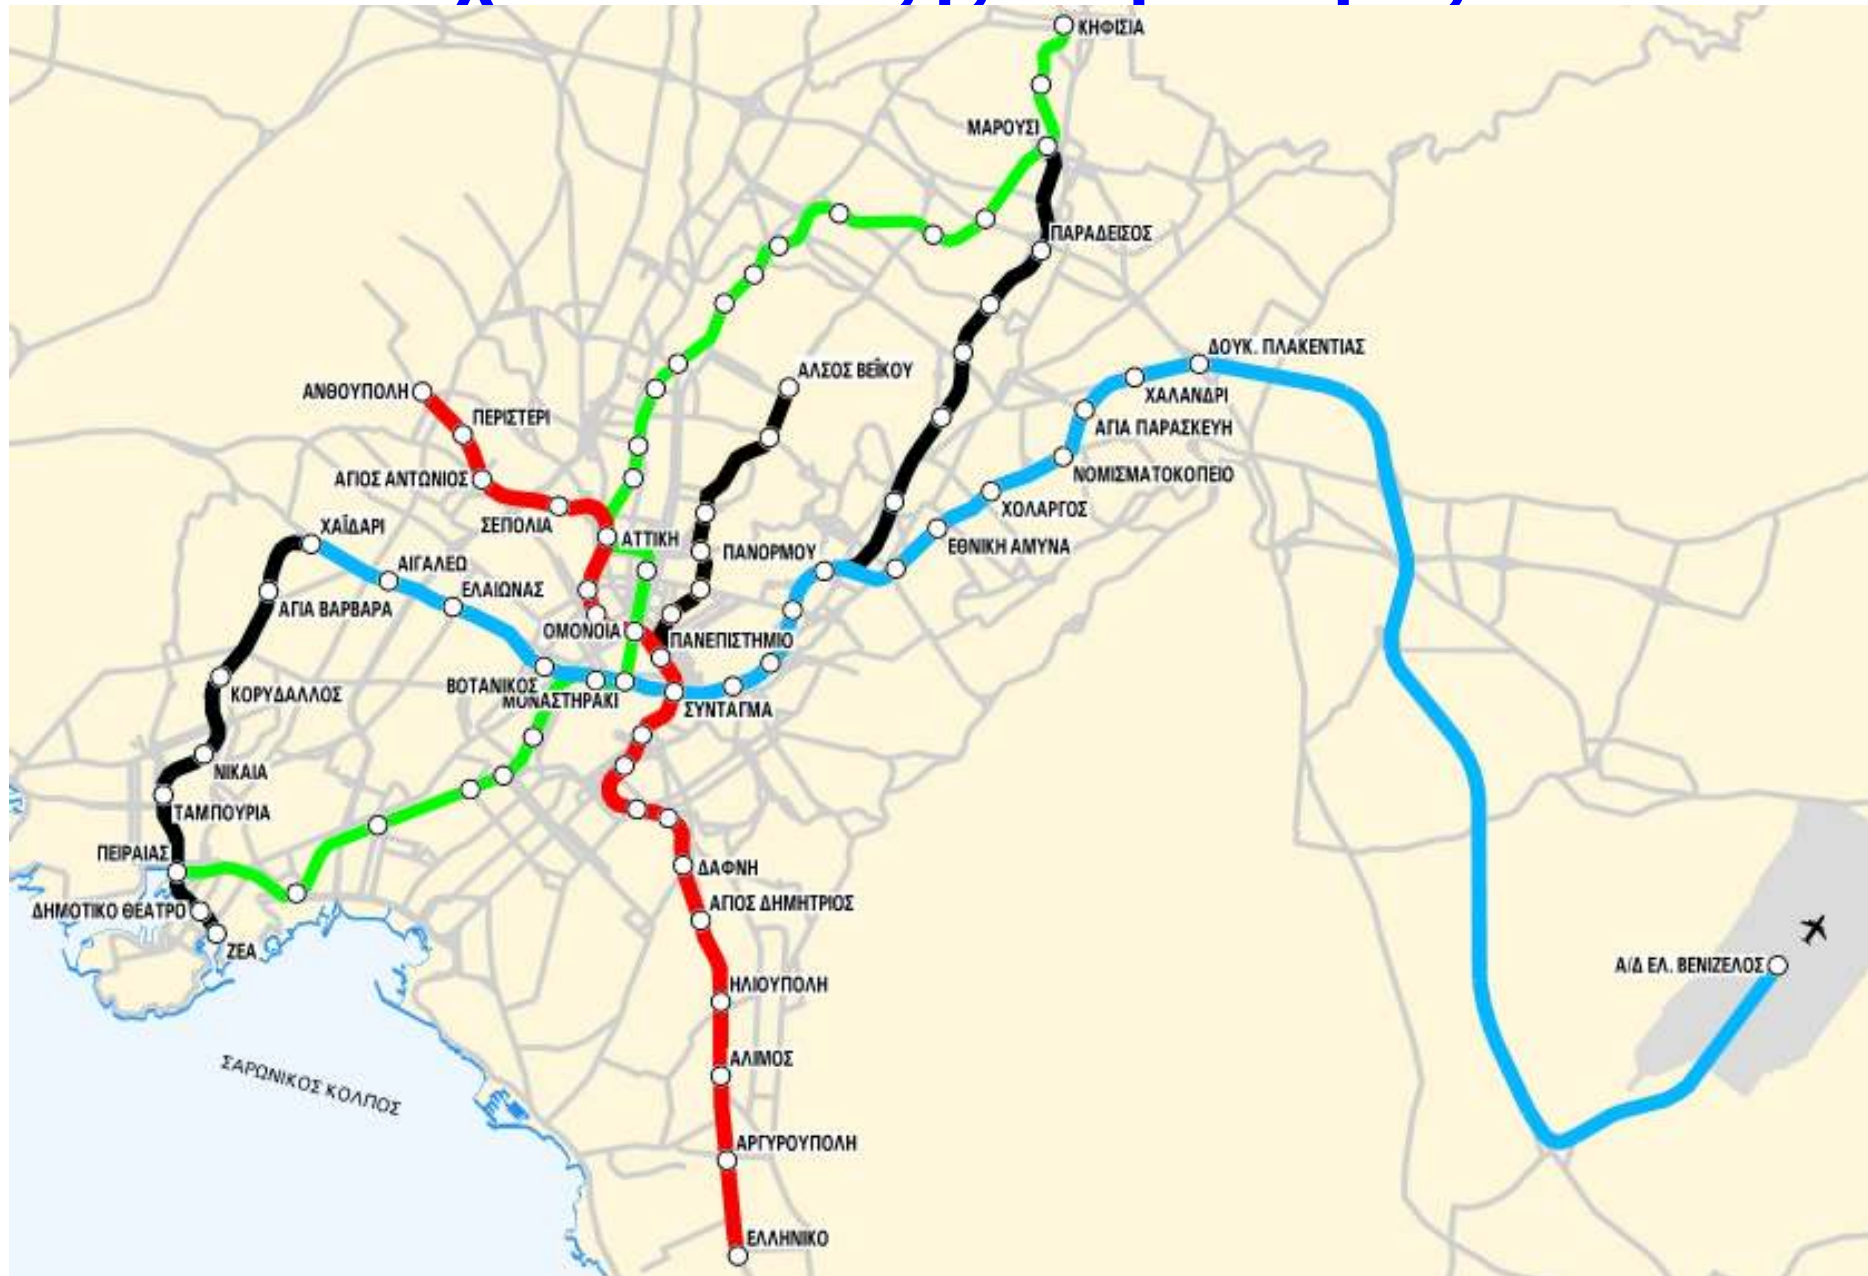 ΚΗΦΙΣΙΑ
ΜΑΡΟΥΣΙ
ΠΑΡΑΔΕΙΣΟΣ
ΔΟΥΚ. ΠΛΑΚΕΝΤΙΑΣ
ΑΛΣΟΣ ΒΕΪΚΟΥ
ΑΝΘΟΥΠΟΛΗ
ΧΑΛΑΝΔΡΙ
ΠΕΡΙΣΤΕΡΙ
ΑΓΙΑ ΠΑΡΑΣΚΕΥΗ
ΑΓΙΟΣ ΑΝΤΩΝΙΟΣ
ΝΟΜΙΣΜΑΤΟΚΟΠΕΙΟ
ΧΟΛΑΡΓΟΣ
ΣΕΠΟΛΙΑ
ΧΑΪΔΑΡΙ
ΑΤΤΙΚΗ
ΠΑΝΟΡΜΟΥ
ΕΘΝΙΚΗ ΑΜΥΝΑ
ΑΙΓΑΛΕΩ
ΕΛΑΙΩΝΑΣ
ΑΓΙΑ ΒΑΡΒΑΡΑ
ΟΜΟΝΟΙΑ
ΠΑΝΕΠΙΣΤΗΜΙΟ
ΒΟΤΑΝΙΚΟΣ
ΚΟΡΥΔΑΛΛΟΣ
ΜΟΝΑΣΤΗΡΑΚΙ
ΣΥΝΤΑΓΜΑ
ΝΙΚΑΙΑ
ΤΑΜΠΟΥΡΙΑ
ΠΕΙΡΑΙΑΣ
ΔΑΦΝΗ
ΑΓΙΟΣ ΔΗΜΗΤΡΙΟΣ
ΔΗΜΟΤΙΚΟ ΘΕΑΤΡΟ
ΖΕΑ
Α/Δ ΕΛ. ΒΕΝΙΖΕΛΟΣ
ΗΛΙΟΥΠΟΛΗ
ΑΛΙΜΟΣ
ΣΑΡΩΝΙΚΟΣ ΚΟΛΠΟΣ
ΑΡΓΥΡΟΥΠΟΛΗ
ΕΛΛΗΝΙΚΟ